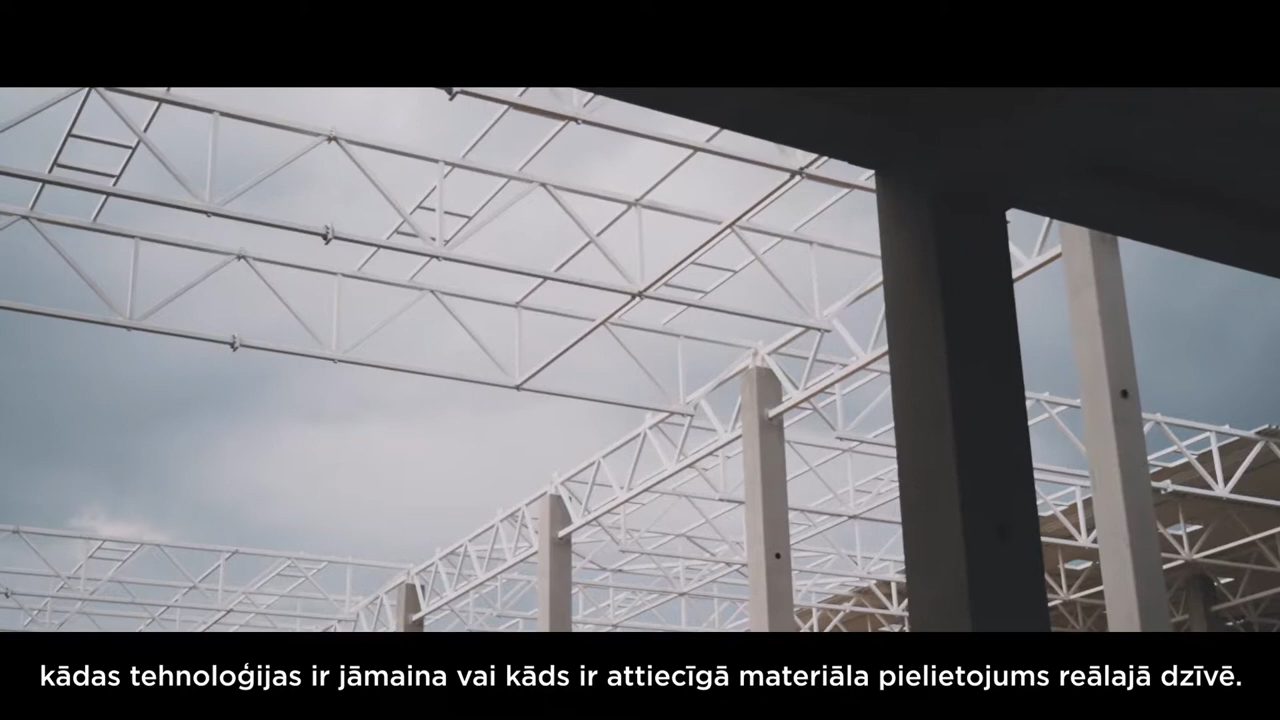 kādas tehnoloģijas ir jāmaina vai kāds ir attiecīgā materiāla pielietojums reālajā dzīvē.